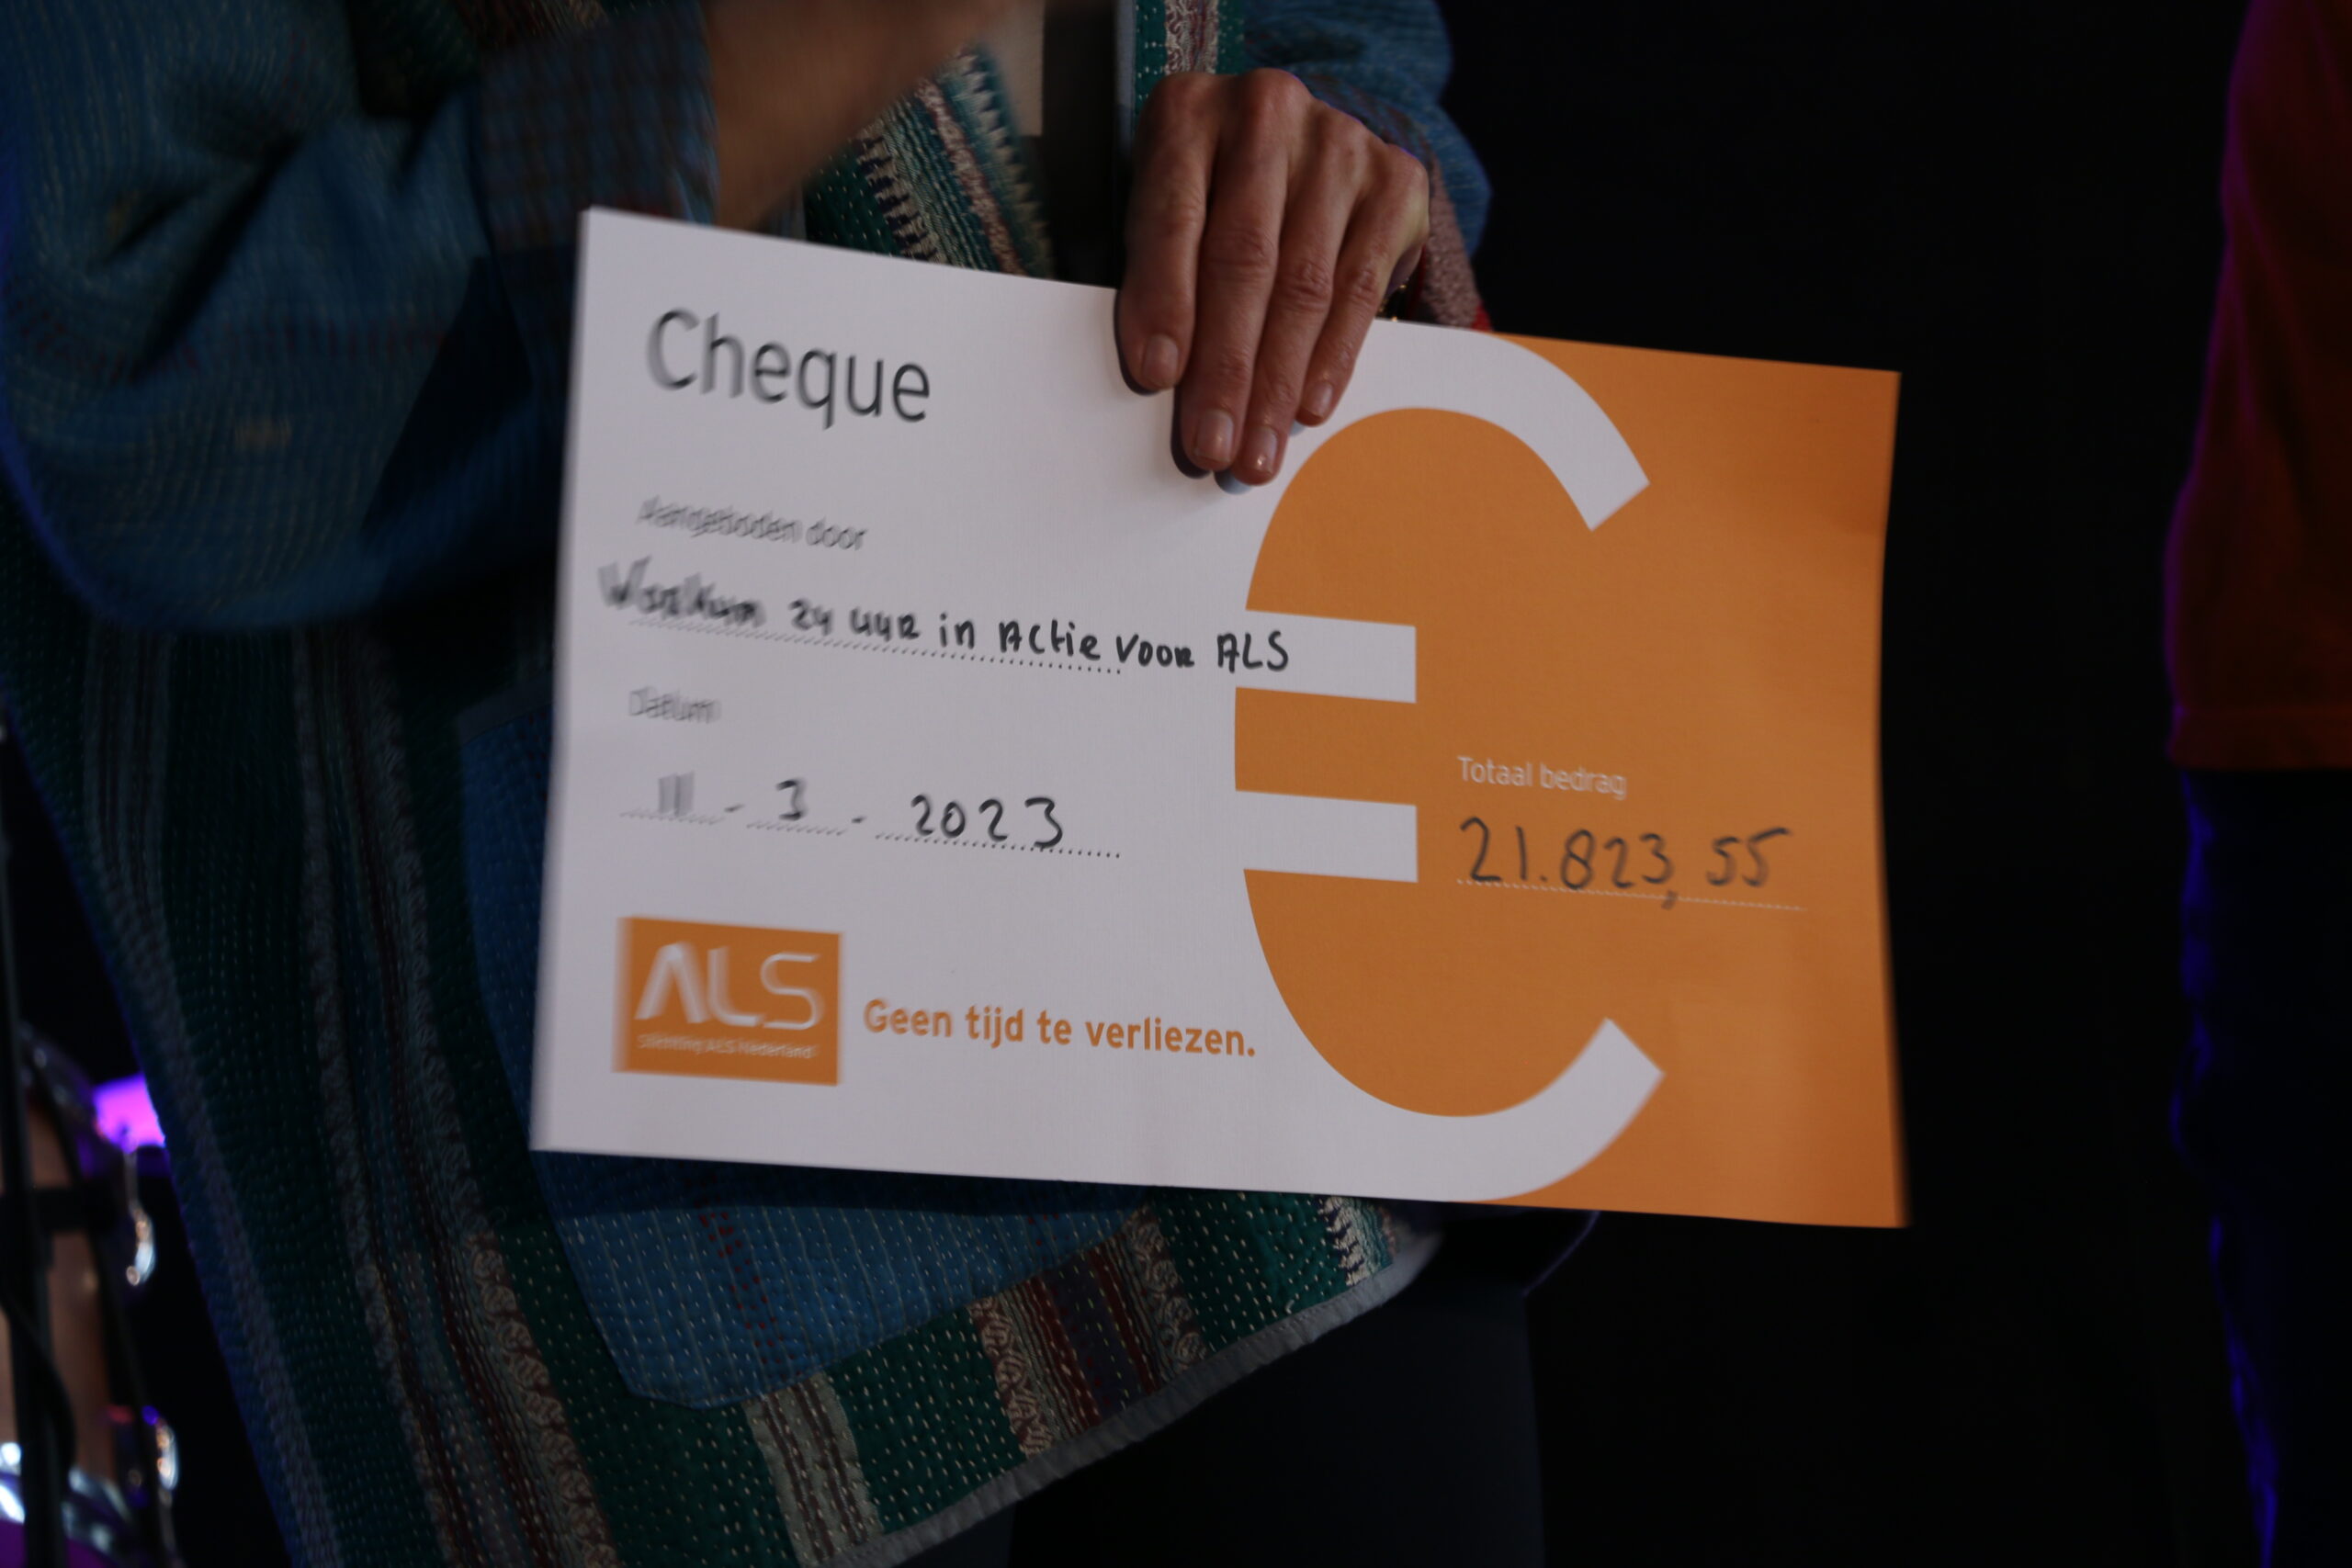 Cheque
Aangeboden door
Workum 24 uur in Actie voor ALS
Datum
11 - 3 - 2023
Totaal bedrag
21.823,55
ALS
Stichting ALS Nederland
Geen tijd te verliezen.